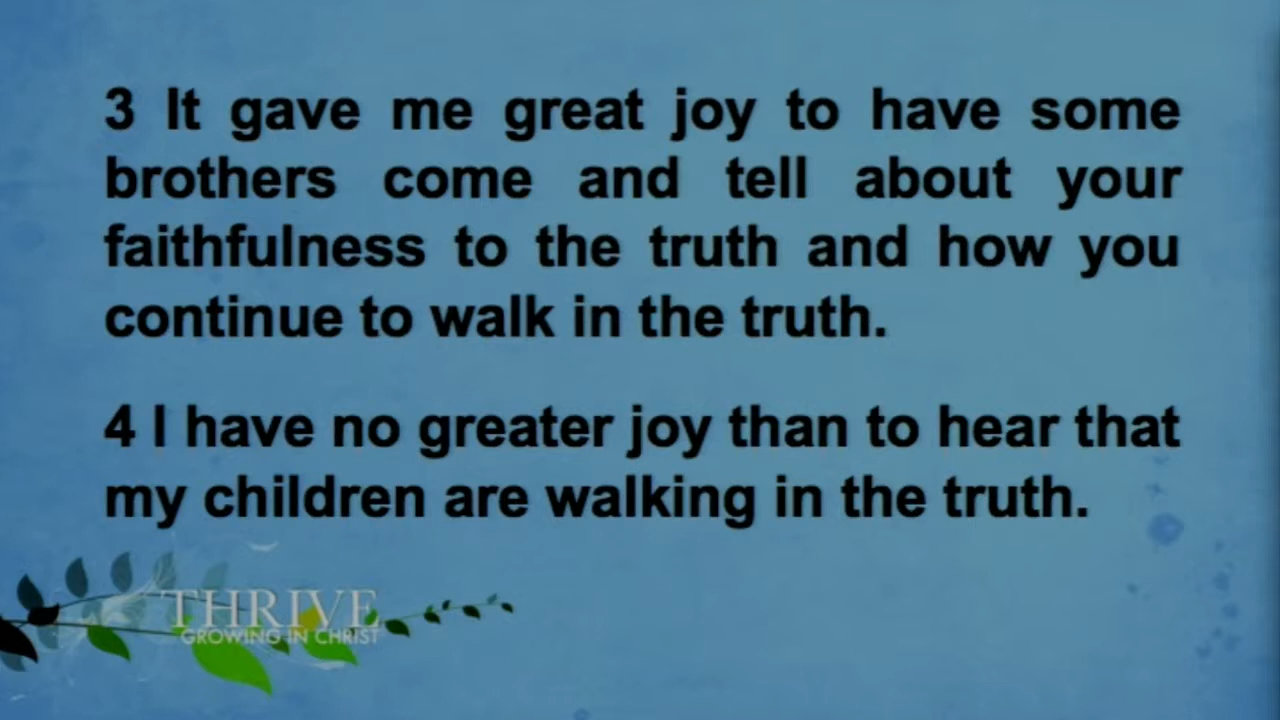 3 It gave me great joy to have some
brothers come and tell about your
faithfulness to the truth and how you
continue to walk in the truth.
4 I have no greater joy than to hear that
my children are walking in the truth.
THRIVE
GROWING IN CHRIST